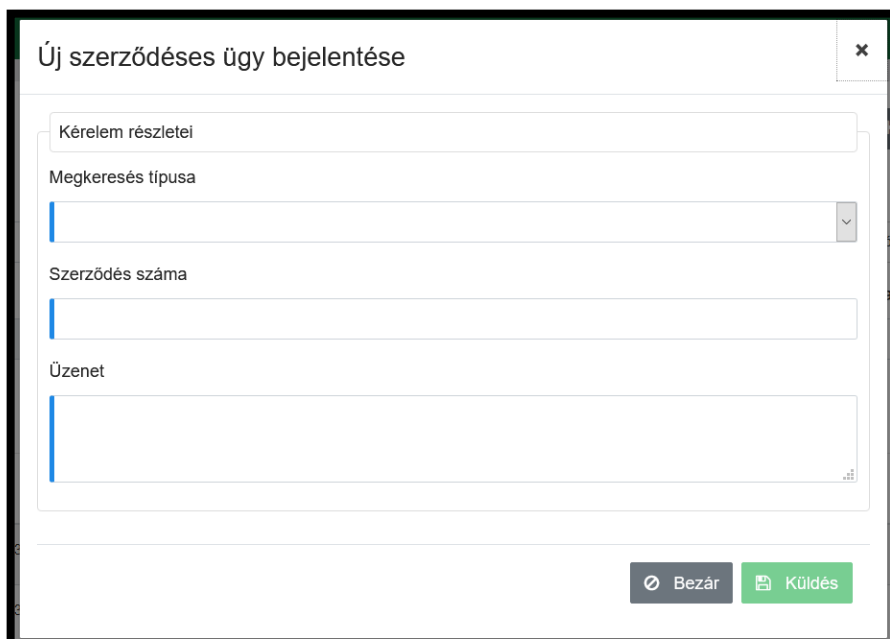 Új szerződéses ügy bejelentése
Kérelem részletei
Megkeresés típusa
Szerződés száma
Üzenet
Bezár
Küldés